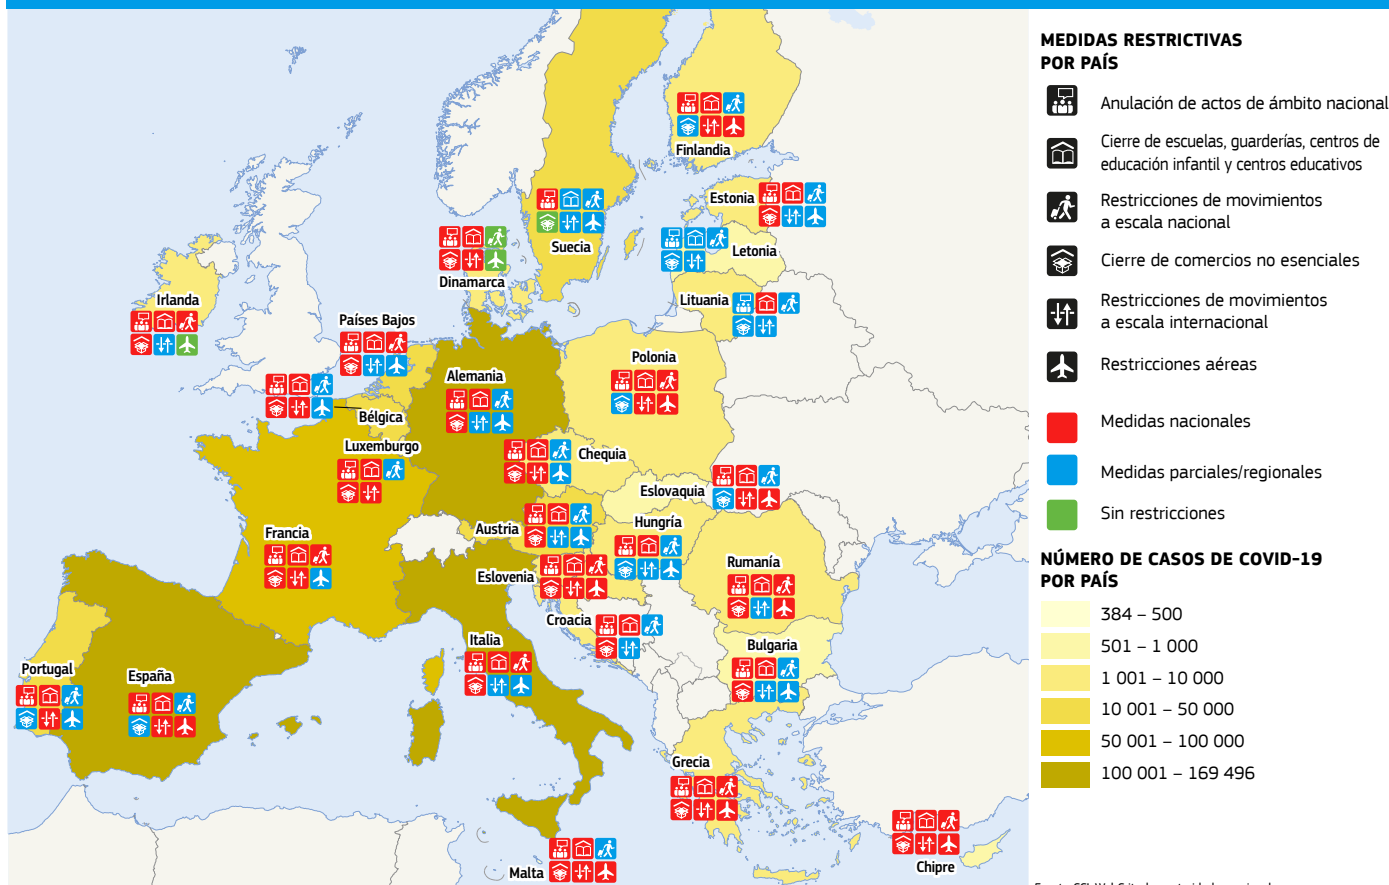 Finlandia
Estonia
Suecia
Letonia
Dinamarca
Irlanda
Lituania
Países Bajos
Polonia
Alemania
Bélgica
Luxemburgo
Chequia
Eslovaquia
Austria
Hungría
Francia
Rumanía
Eslovenia
Croacia
Italia
Bulgaria
Portugal
España
Grecia
Malta
Chipre
MEDIDAS RESTRICTIVAS
POR PAÍS
Anulación de actos de ámbito nacional
Cierre de escuelas, guarderías, centros de
educación infantil y centros educativos
Restricciones de movimientos
a escala nacional
Cierre de comercios no esenciales
Restricciones de movimientos
a escala internacional
Restricciones aéreas
Medidas nacionales
Medidas parciales/regionales
Sin restricciones
NÚMERO DE CASOS DE COVID-19
POR PAÍS
384 – 500
501 – 1 000
1 001 – 10 000
10 001 – 50 000
50 001 – 100 000
100 001 – 169 496